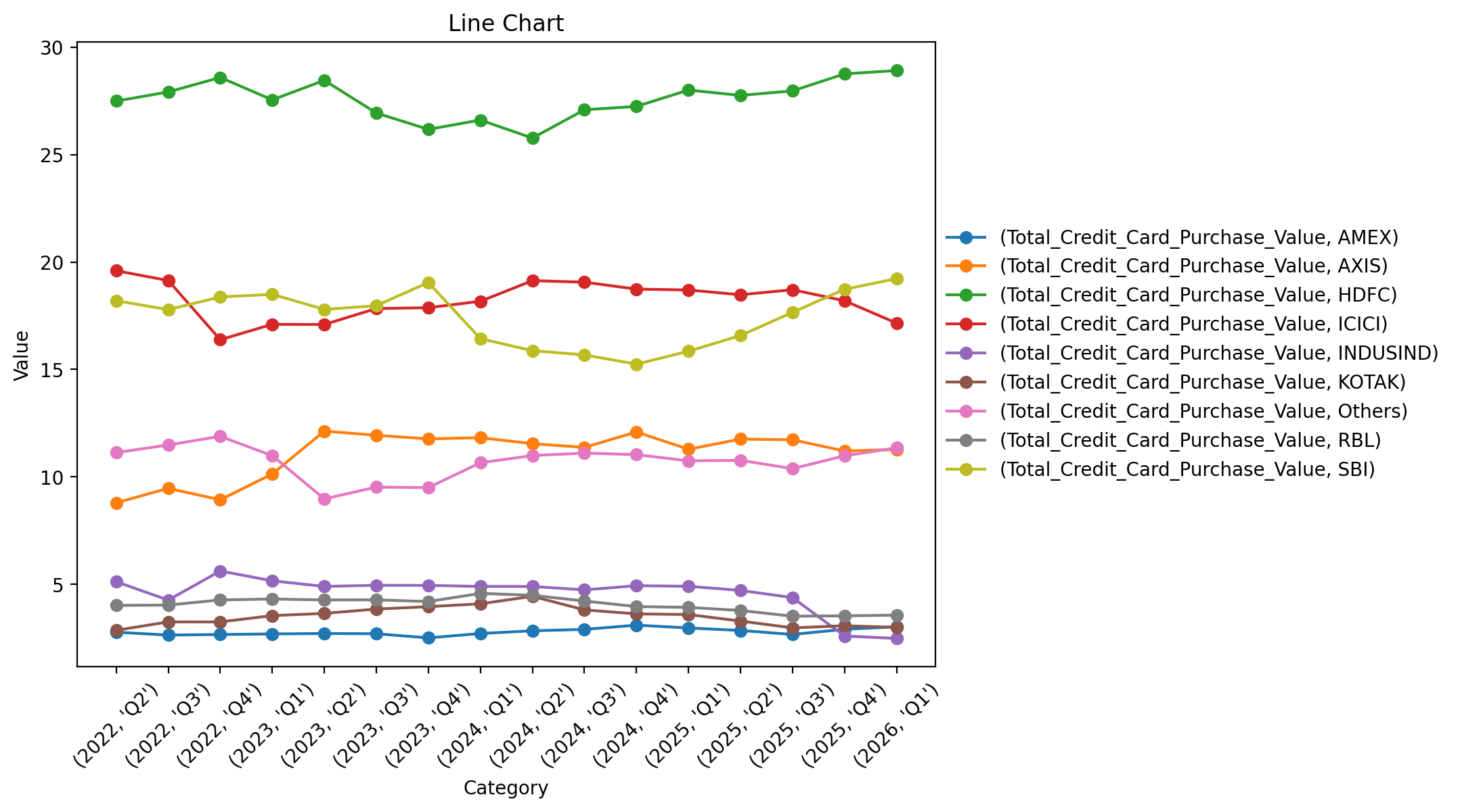 Line Chart
30
25
20
15
10
5
Value
(2022, 'Q2')
(2022, 'Q3')
(2022, 'Q4')
(2023, 'Q1')
(2023, 'Q2')
(2023, 'Q3')
(2023, 'Q4')
(2024, 'Q1')
(2024, 'Q2')
(2024, 'Q3')
(2024, 'Q4')
(2025, 'Q1')
(2025, 'Q2')
(2025, 'Q3')
(2025, 'Q4')
(2026, 'Q1')
Category
(Total_Credit_Card_Purchase_Value, AMEX)
(Total_Credit_Card_Purchase_Value, AXIS)
(Total_Credit_Card_Purchase_Value, HDFC)
(Total_Credit_Card_Purchase_Value, ICICI)
(Total_Credit_Card_Purchase_Value, INDUSIND)
(Total_Credit_Card_Purchase_Value, KOTAK)
(Total_Credit_Card_Purchase_Value, Others)
(Total_Credit_Card_Purchase_Value, RBL)
(Total_Credit_Card_Purchase_Value, SBI)